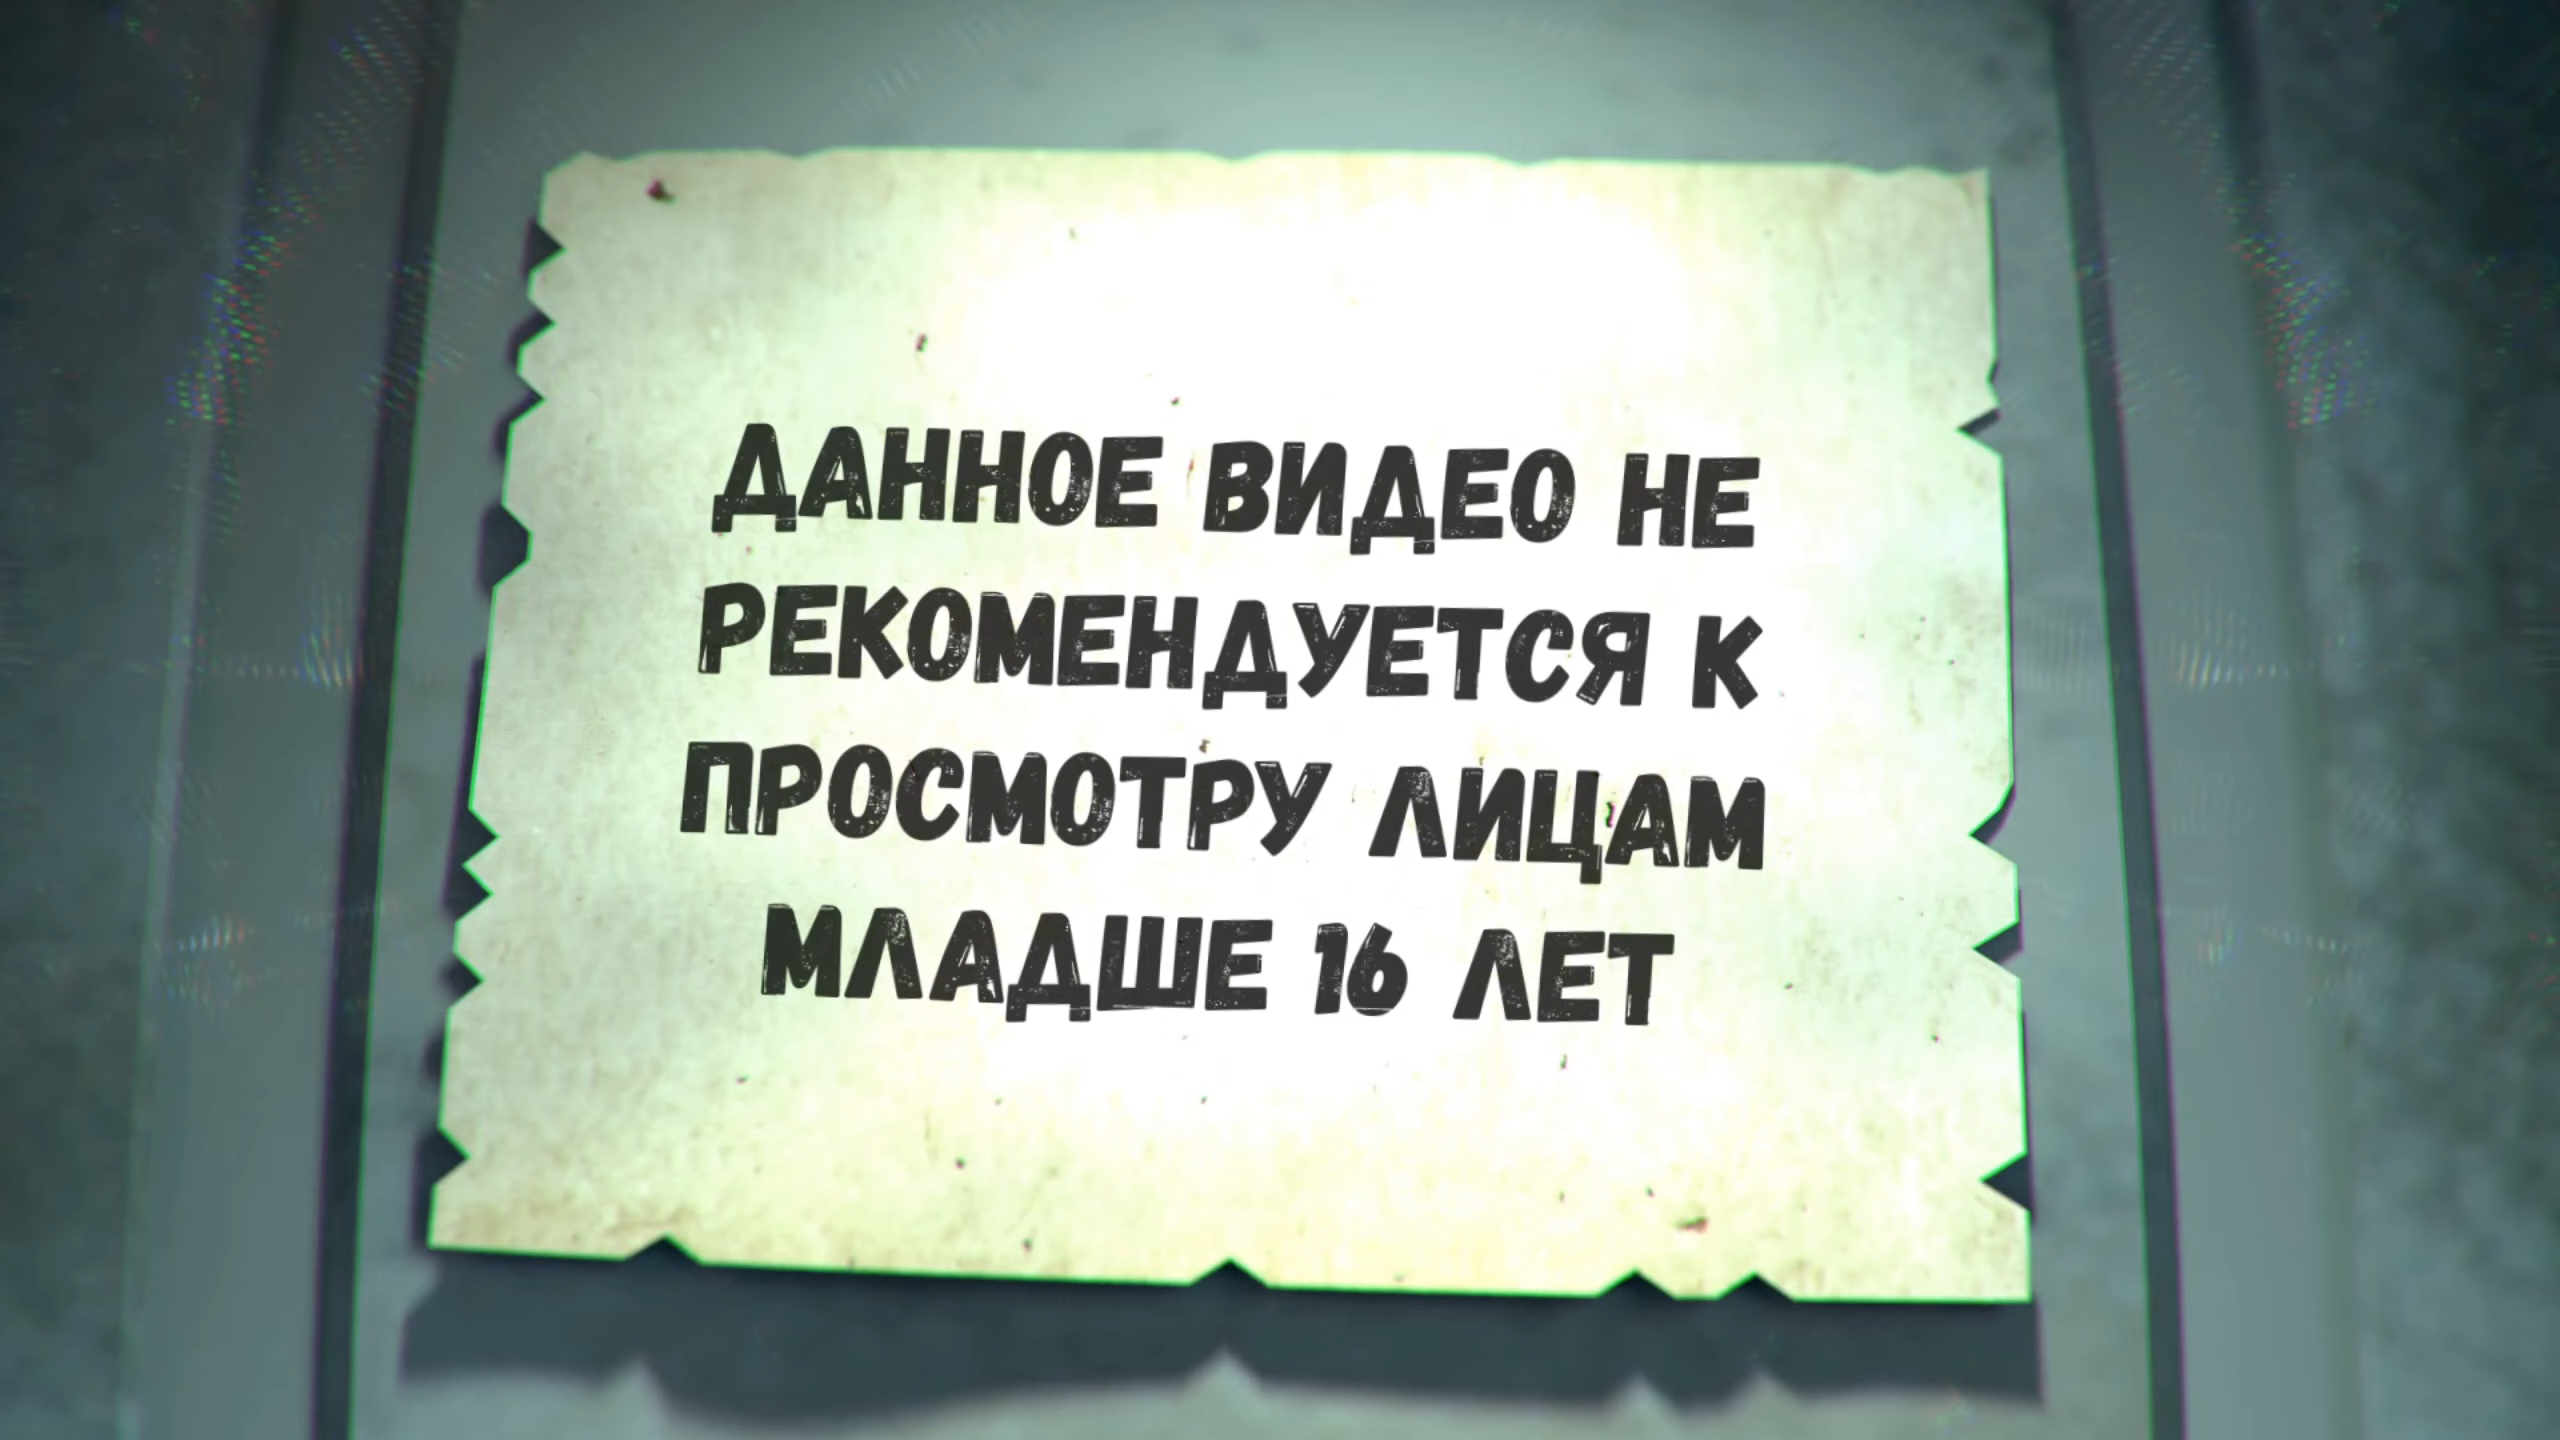 ДАННОЕ ВИДЕО НЕ
РЕКОМЕНДУЕТСЯ К
ПРОСМОТРУ ЛИЦАМ
МЛАДШЕ 16 ЛЕТ